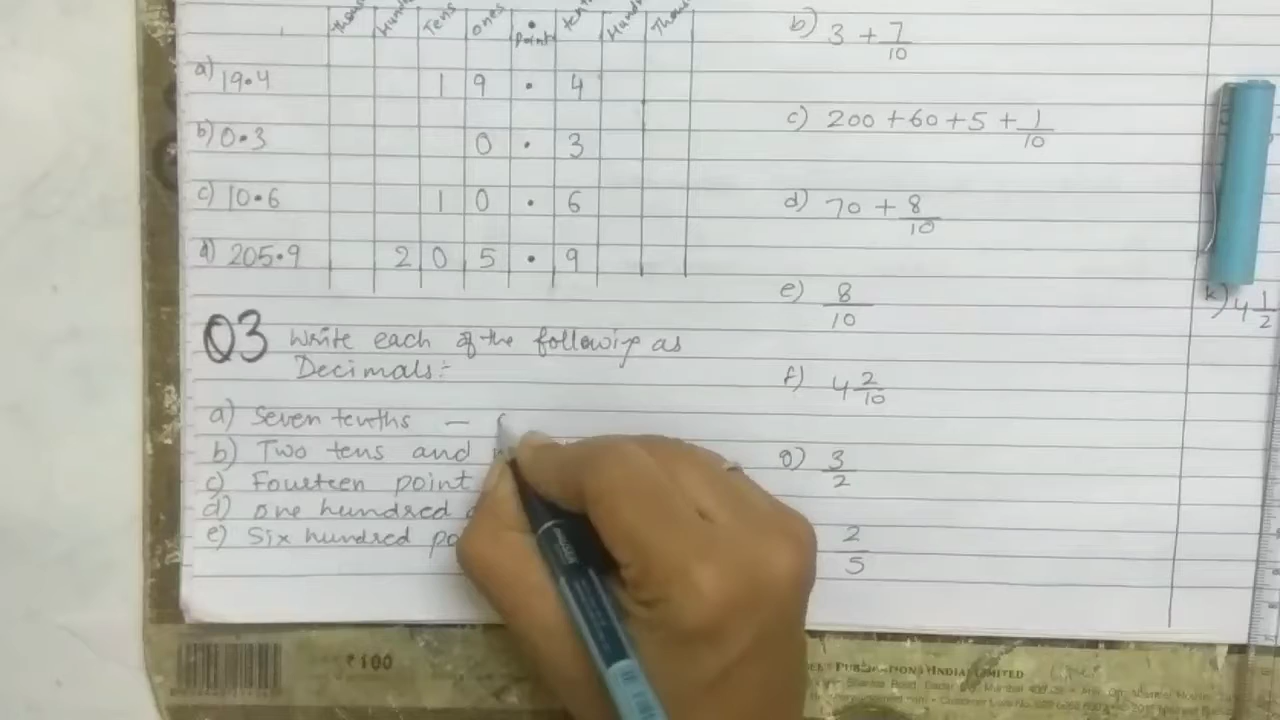 Tens ones • Point
a) 19.4 1 9 . 4
b) 0.3 0 . 3
c) 10.6 1 0 . 6
d) 205.9 2 0 5 . 9
Q3 Write each of the following as
Decimals:-
a) Seven tenths —
b) Two tens and
c) Fourteen point
d) one hundred
e) Six hundred
b) 3 + 7/10
c) 200 + 60 + 5 + 1/10
d) 70 + 8/10
e) 8/10
f) 4 2/10
g) 3/2
2/5
k) 4 1/2
₹100
PUBLICATIONS (INDIA) LIMITED